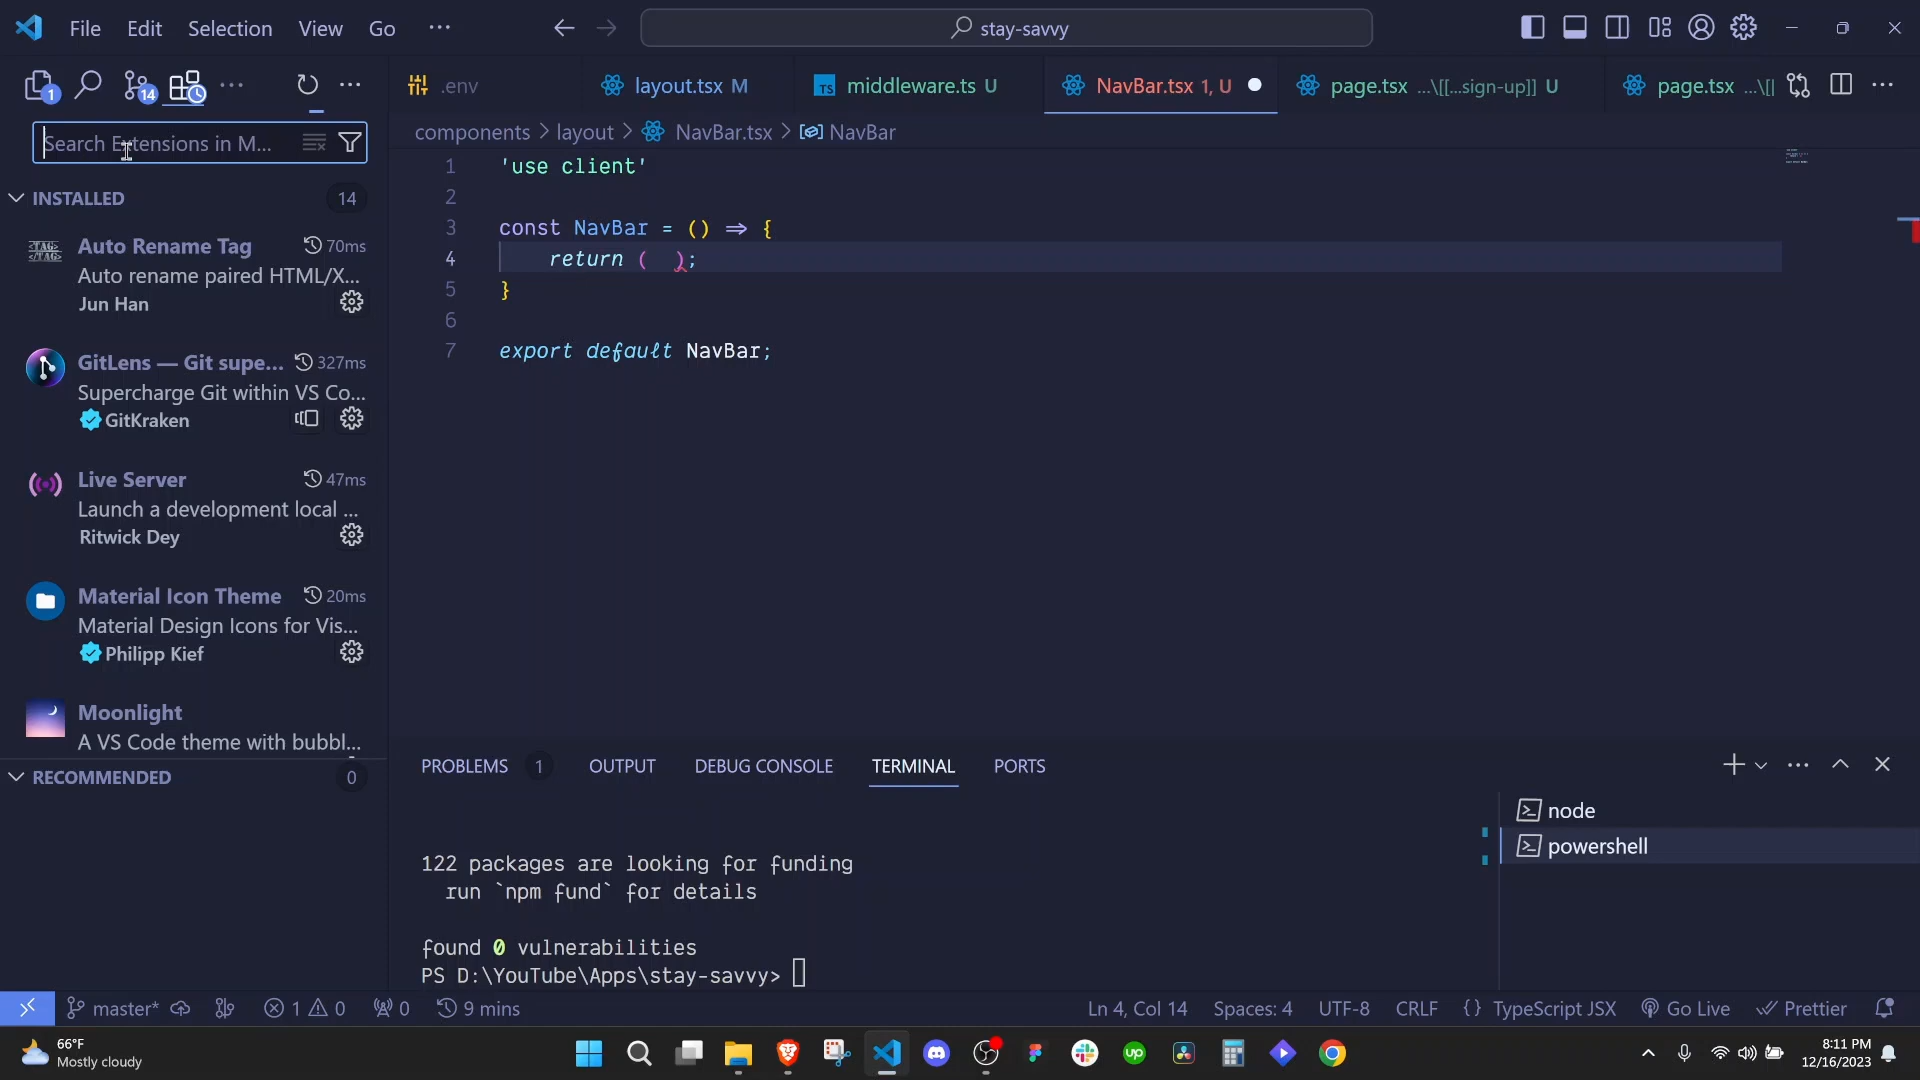 File Edit Selection View Go ··· stay-savvy
1 14
.env layout.tsx M middleware.ts U NavBar.tsx 1, U page.tsx ...\[[...sign-up]] U page.tsx ...\[[
Search Extensions in M...
components > layout > NavBar.tsx > NavBar
INSTALLED 14
Auto Rename Tag 70ms
Auto rename paired HTML/X...
Jun Han
GitLens — Git supe... 327ms
Supercharge Git within VS Co...
GitKraken
Live Server 47ms
Launch a development local ...
Ritwick Dey
Material Icon Theme 20ms
Material Design Icons for Vis...
Philipp Kief
Moonlight
A VS Code theme with bubbl...
RECOMMENDED 0
1 'use client'
2
3 const NavBar = () => {
4 return (  );
5 }
6
7 export default NavBar;
PROBLEMS 1 OUTPUT DEBUG CONSOLE TERMINAL PORTS
122 packages are looking for funding
run `npm fund` for details
found 0 vulnerabilities
PS D:\YouTube\Apps\stay-savvy>
node
powershell
master* 1 0 0 9 mins Ln 4, Col 14 Spaces: 4 UTF-8 CRLF {} TypeScript JSX Go Live Prettier
66°F
Mostly cloudy
8:11 PM
12/16/2023